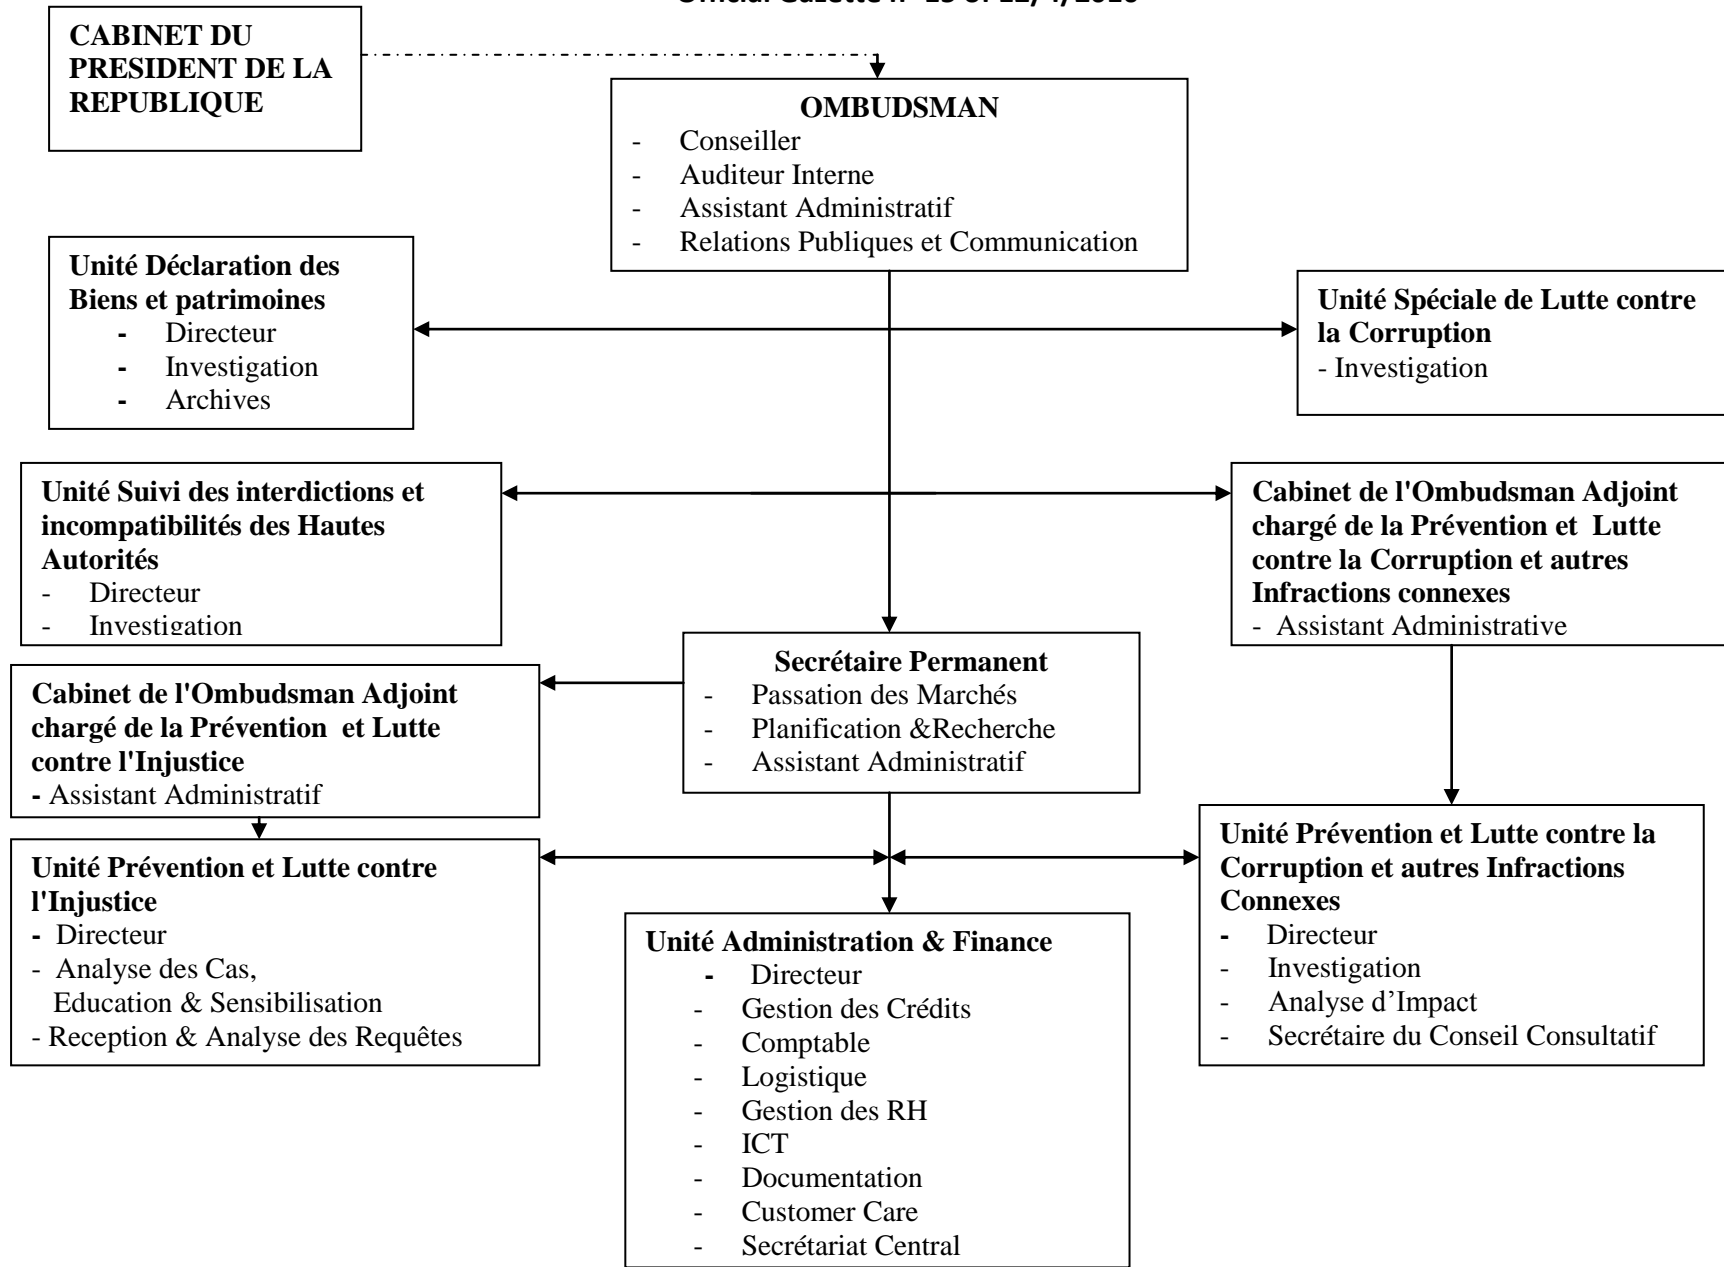 CABINET DU
PRESIDENT DE LA
REPUBLIQUE
OMBUDSMAN
- Conseiller
- Auditeur Interne
- Assistant Administratif
- Relations Publiques et Communication
Unité Déclaration des
Biens et patrimoines
- Directeur
- Investigation
- Archives
Unité Spéciale de Lutte contre
la Corruption
- Investigation
Unité Suivi des interdictions et
incompatibilités des Hautes
Autorités
- Directeur
- Investigation
Cabinet de l'Ombudsman Adjoint
chargé de la Prévention et Lutte
contre la Corruption et autres
Infractions connexes
- Assistant Administrative
Secrétaire Permanent
- Passation des Marchés
- Planification &Recherche
- Assistant Administratif
Cabinet de l'Ombudsman Adjoint
chargé de la Prévention et Lutte
contre l'Injustice
- Assistant Administratif
Unité Prévention et Lutte contre
l'Injustice
- Directeur
- Analyse des Cas,
Education & Sensibilisation
- Reception & Analyse des Requêtes
Unité Administration & Finance
- Directeur
- Gestion des Crédits
- Comptable
- Logistique
- Gestion des RH
- ICT
- Documentation
- Customer Care
- Secrétariat Central
Unité Prévention et Lutte contre la
Corruption et autres Infractions
Connexes
- Directeur
- Investigation
- Analyse d’Impact
- Secrétaire du Conseil Consultatif